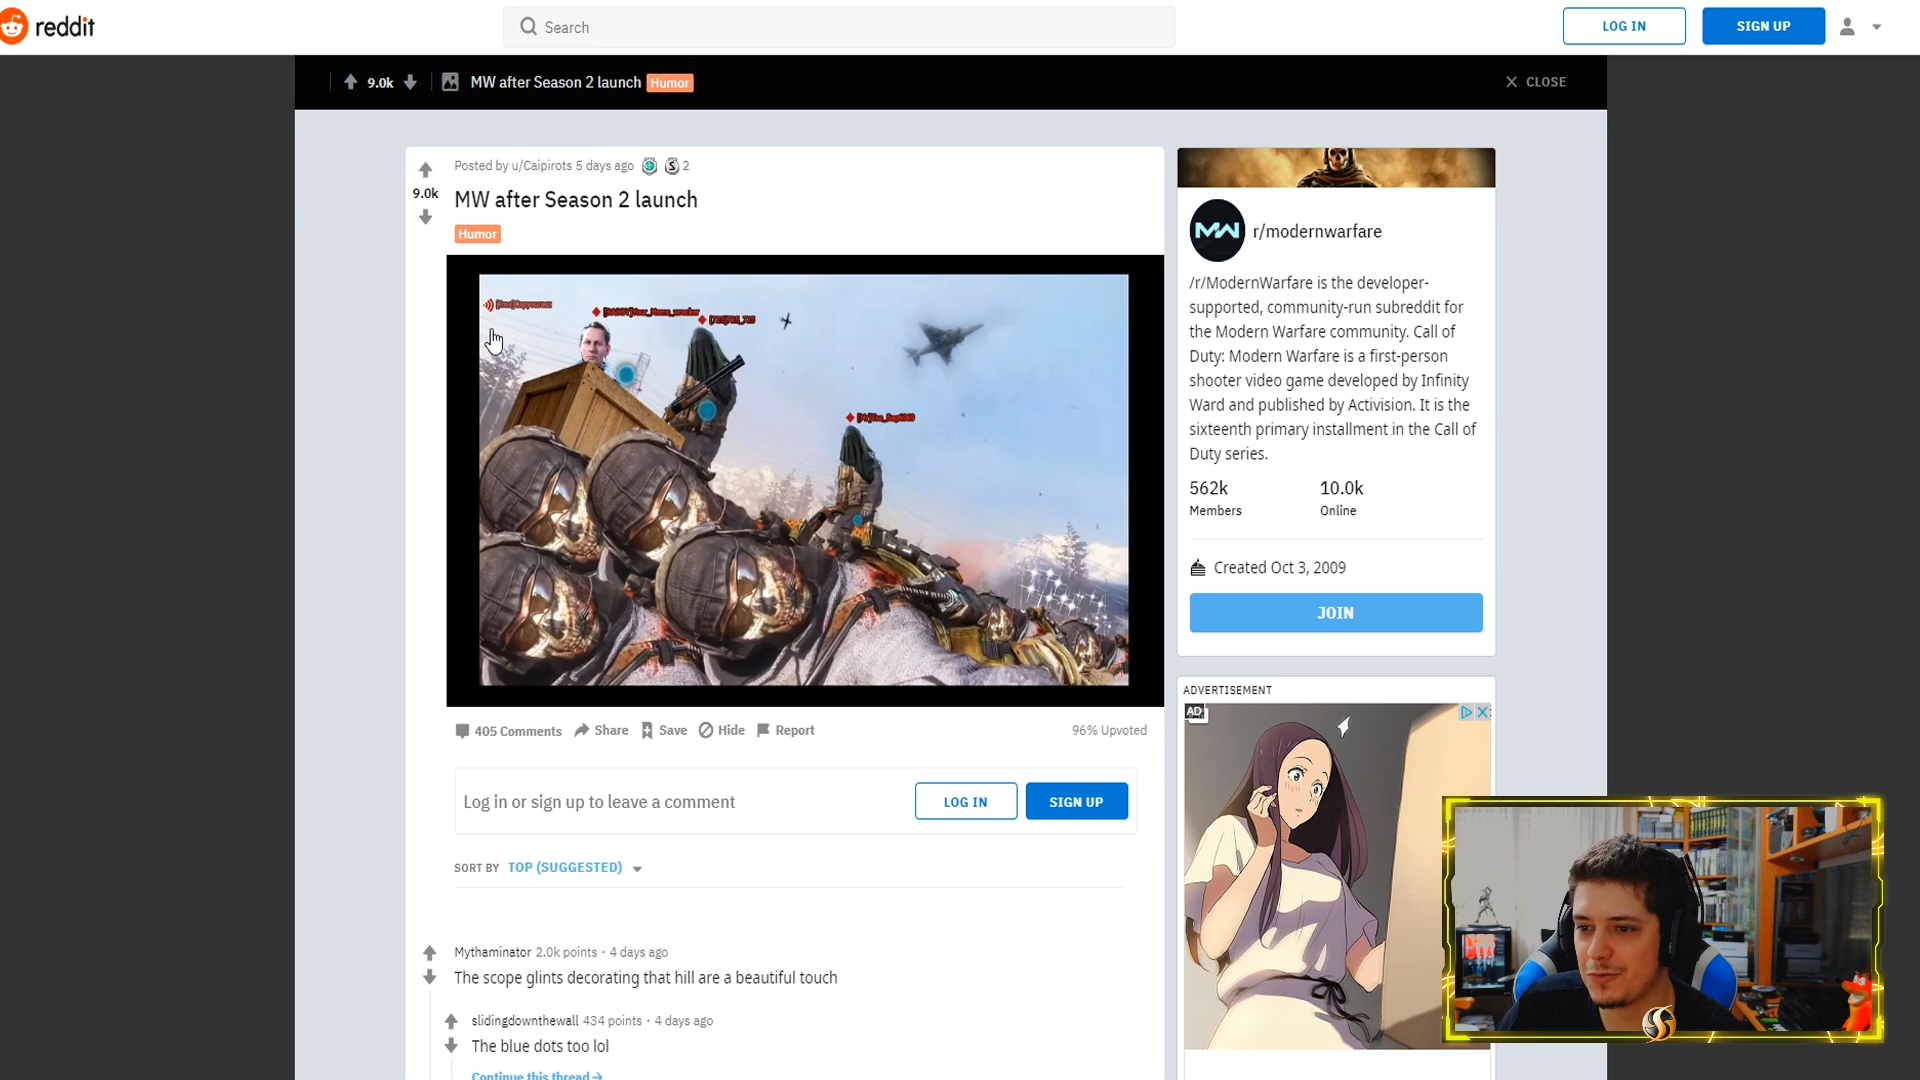 reddit
Search
LOG IN
SIGN UP
9.0k
MW after Season 2 launch Humor
CLOSE
Posted by u/Caipirots 5 days ago 2
9.0k
MW after Season 2 launch
Humor
MW
r/modernwarfare
/r/ModernWarfare is the developer-
supported, community-run subreddit for
the Modern Warfare community. Call of
Duty: Modern Warfare is a first-person
shooter video game developed by Infinity
Ward and published by Activision. It is the
sixteenth primary installment in the Call of
Duty series.
562k
Members
10.0k
Online
Created Oct 3, 2009
JOIN
405 Comments
Share
Save
Hide
Report
96% Upvoted
Log in or sign up to leave a comment
LOG IN
SIGN UP
SORT BY TOP (SUGGESTED)
ADVERTISEMENT
AD
Mythaminator 2.0k points · 4 days ago
The scope glints decorating that hill are a beautiful touch
slidingdownthewall 434 points · 4 days ago
The blue dots too lol
Continue this thread→